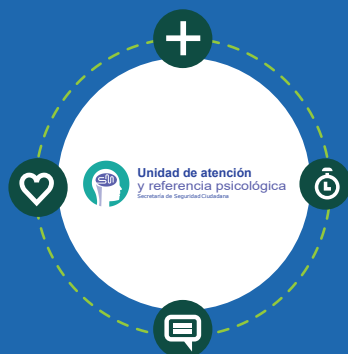 Unidad de atención
y referencia psicológica
Secretaría de Seguridad Ciudadana